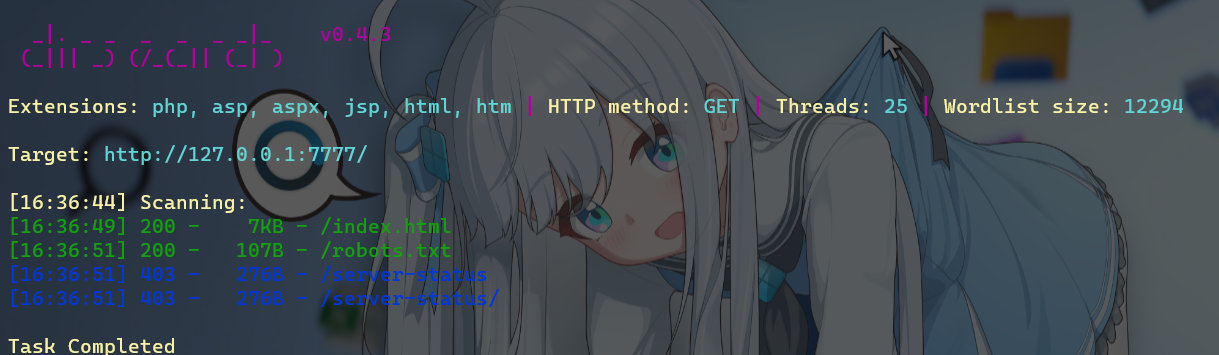 _|. _ _  _  _  _ _|_    v0.4.3
(_||| _) (/_(_|| (_| )
Extensions: php, asp, aspx, jsp, html, htm | HTTP method: GET | Threads: 25 | Wordlist size: 12294
Target: http://127.0.0.1:7777/
[16:36:44] Scanning:
[16:36:49] 200 -    7KB - /index.html
[16:36:51] 200 -   107B - /robots.txt
[16:36:51] 403 -   276B - /server-status
[16:36:51] 403 -   276B - /server-status/
Task Completed